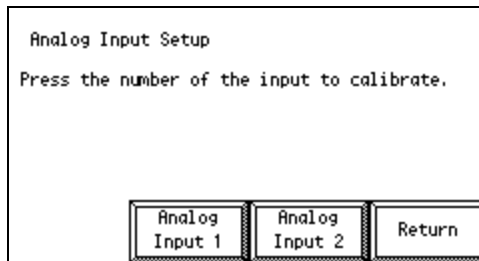 Analog Input Setup
Press the number of the input to calibrate.
Analog
Input 1
Analog
Input 2
Return